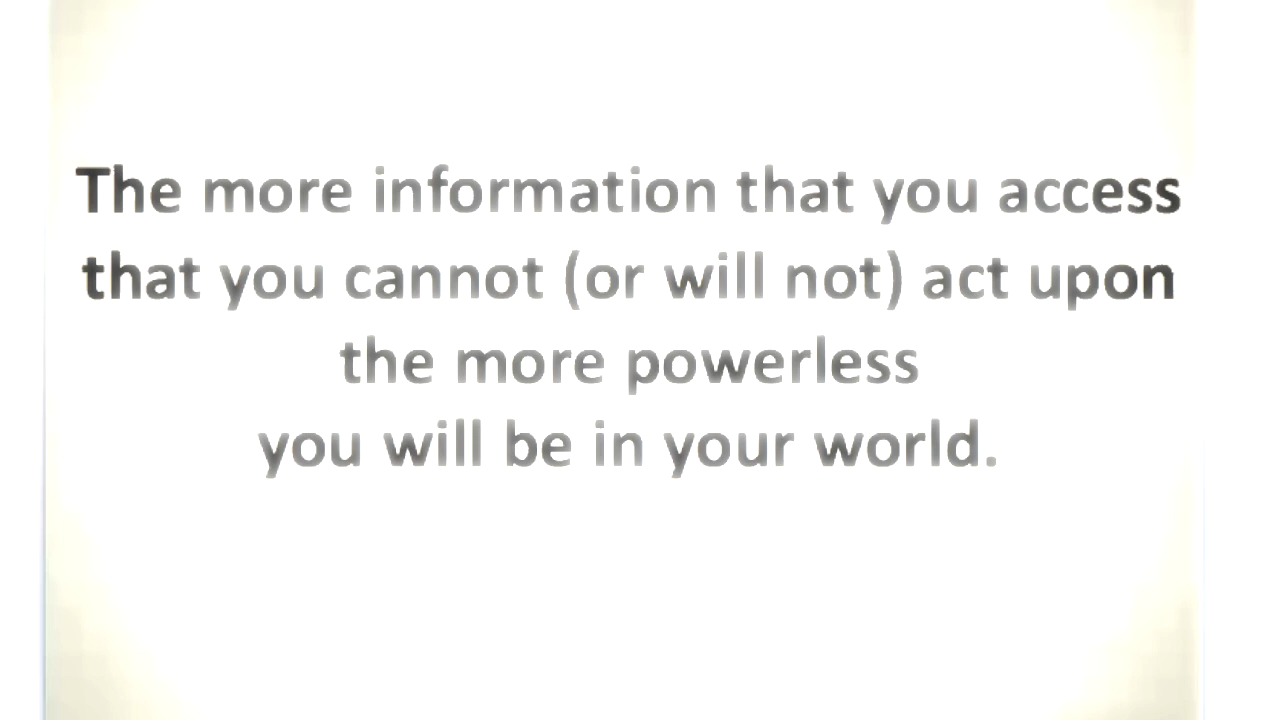 The more information that you access
that you cannot (or will not) act upon
the more powerless
you will be in your world.